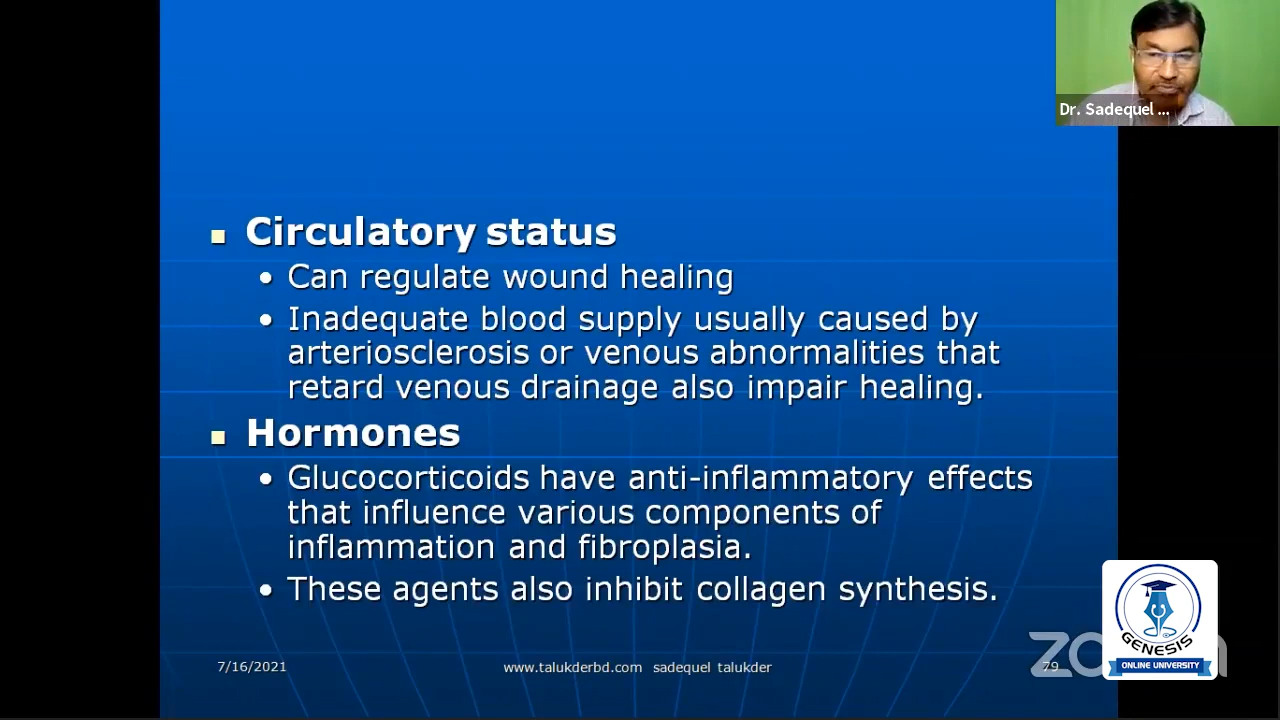 Dr. Sadequel ...
Circulatory status
Can regulate wound healing
Inadequate blood supply usually caused by
arteriosclerosis or venous abnormalities that
retard venous drainage also impair healing.
Hormones
Glucocorticoids have anti-inflammatory effects
that influence various components of
inflammation and fibroplasia.
These agents also inhibit collagen synthesis.
7/16/2021
www.talukderbd.com sadequel talukder
79
GENESIS
ONLINE UNIVERSITY